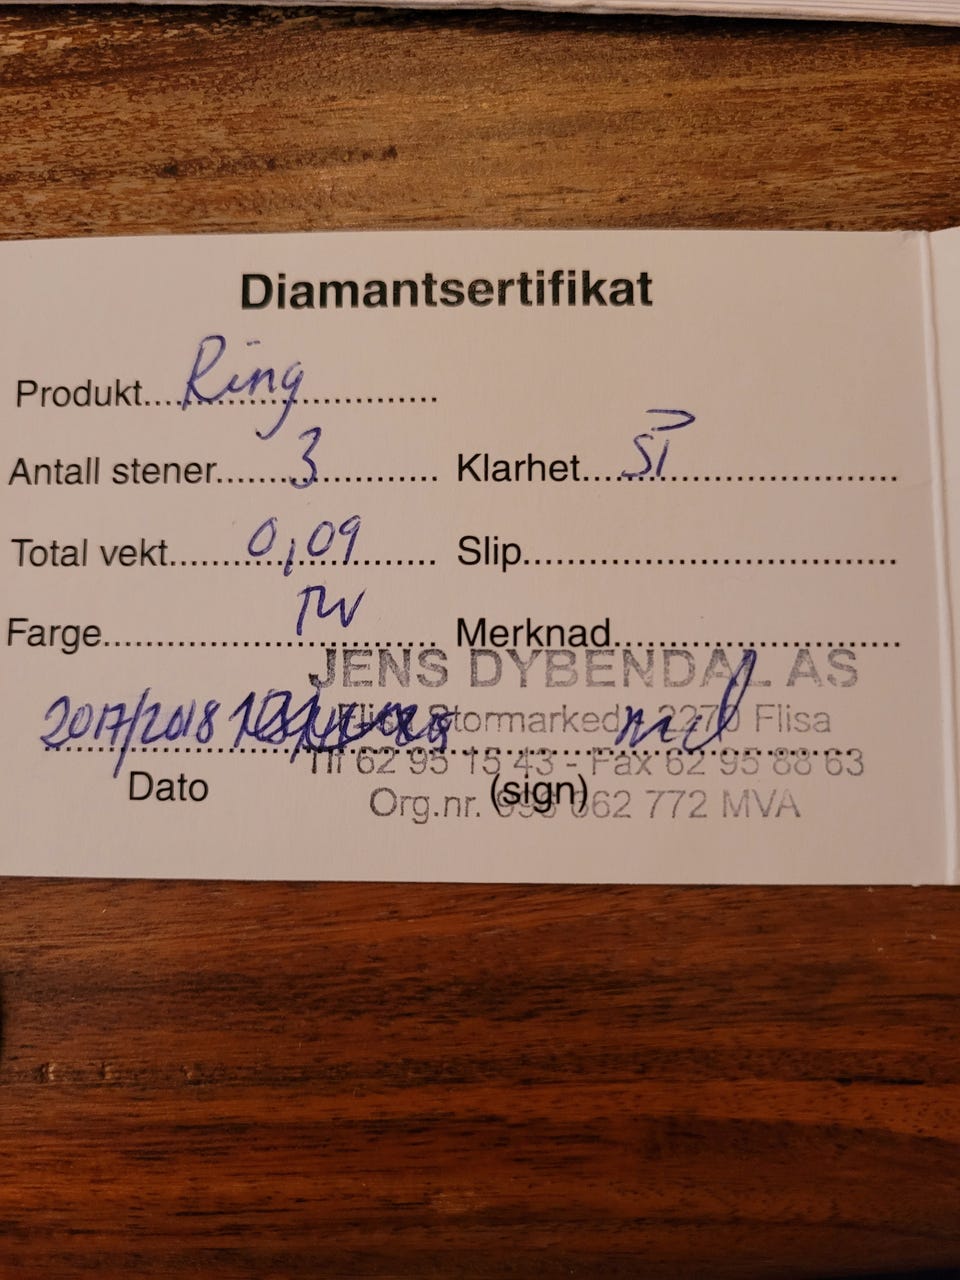 Diamantsertifikat
Produkt....Ring....................
Antall stener.......3............... Klarhet....SI.......................
Total vekt.........0,09.......... Slip..........................................
Farge..................TW........... Merknad................................
JENS DYBENDAL AS
2017/2018 Flisa Stormarked, 2270 Flisa
Tlf 62 95 15 43 - Fax 62 95 88 63
Dato (sign)
Org.nr. 062 772 MVA